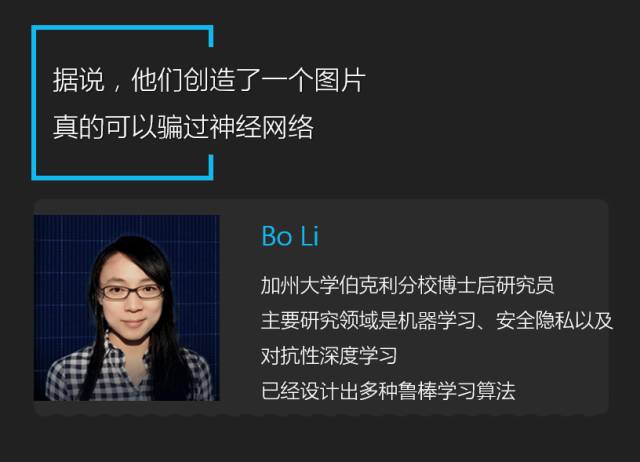 据说，他们创造了一个图片
真的可以骗过神经网络
Bo Li
加州大学伯克利分校博士后研究员
主要研究领域是机器学习、安全隐私以及
对抗性深度学习
已经设计出多种鲁棒学习算法